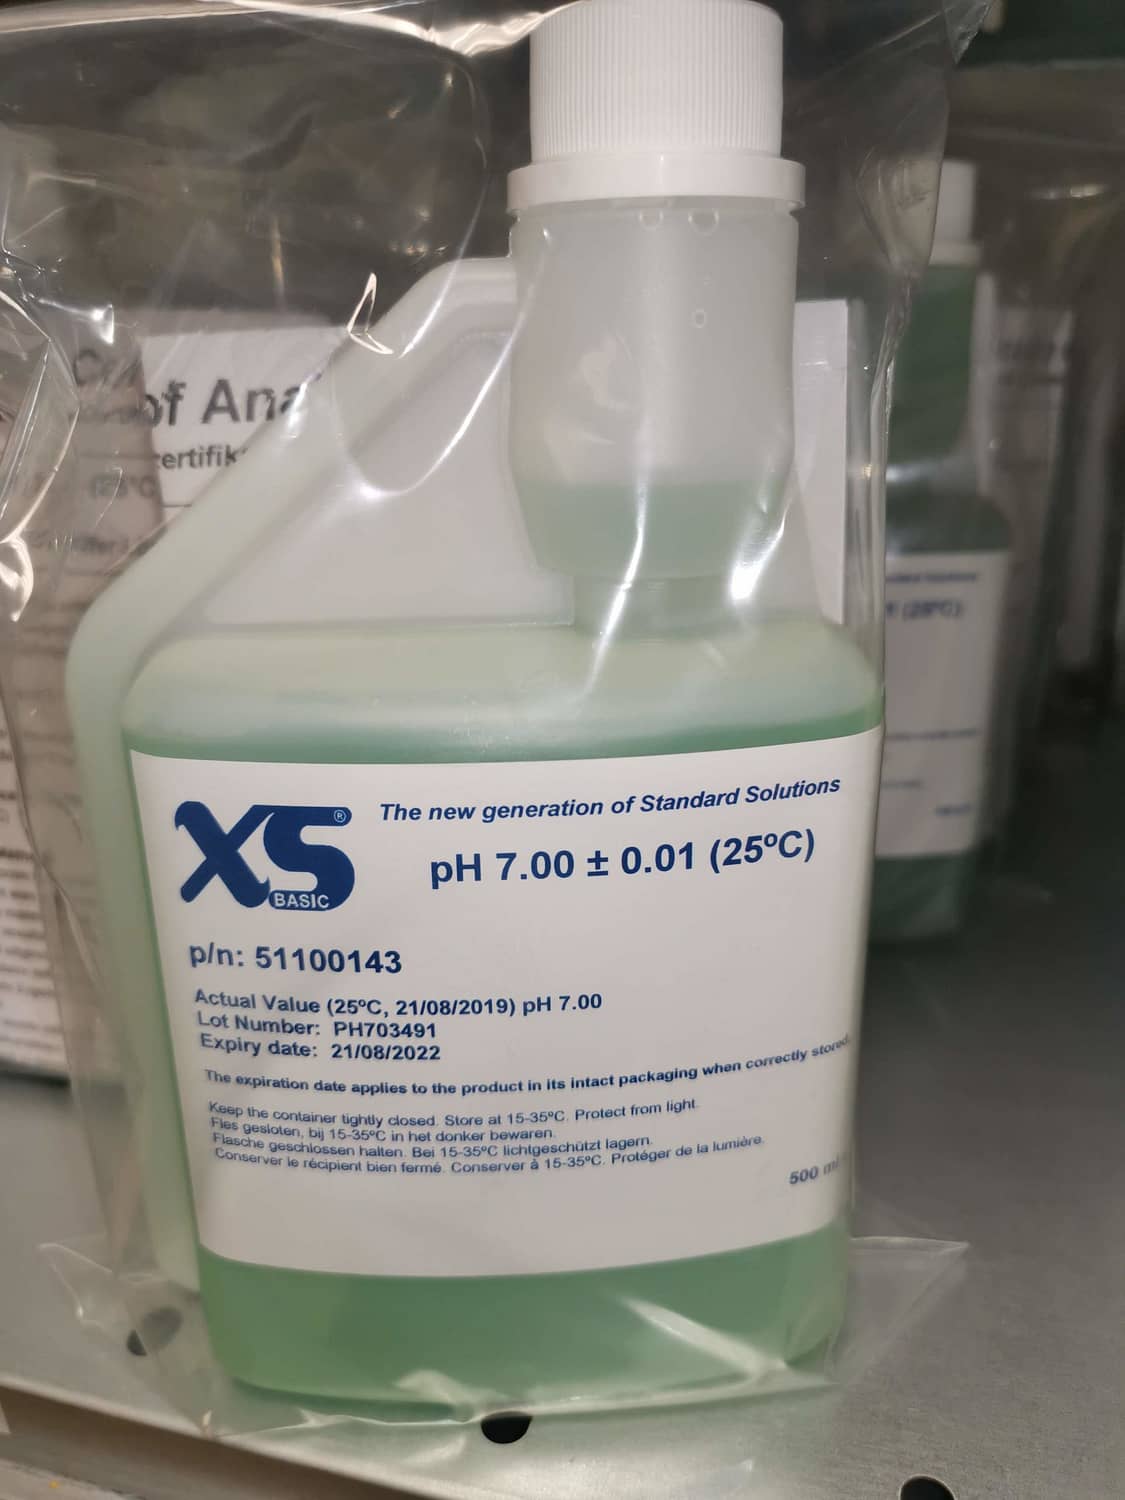 of Ana
certifik
XS®
BASIC
The new generation of Standard Solutions
pH 7.00 ± 0.01 (25ºC)
p/n: 51100143
Actual Value (25ºC, 21/08/2019) pH 7.00
Lot Number: PH703491
Expiry date: 21/08/2022
The expiration date applies to the product in its intact packaging when correctly stored.
Keep the container tightly closed. Store at 15-35ºC. Protect from light.
Fles gesloten, bij 15-35ºC in het donker bewaren.
Flasche geschlossen halten. Bei 15-35ºC lichtgeschützt lagern.
Conserver le récipient bien fermé. Conserver à 15-35ºC. Protéger de la lumière.
500 ml
(25ºC)